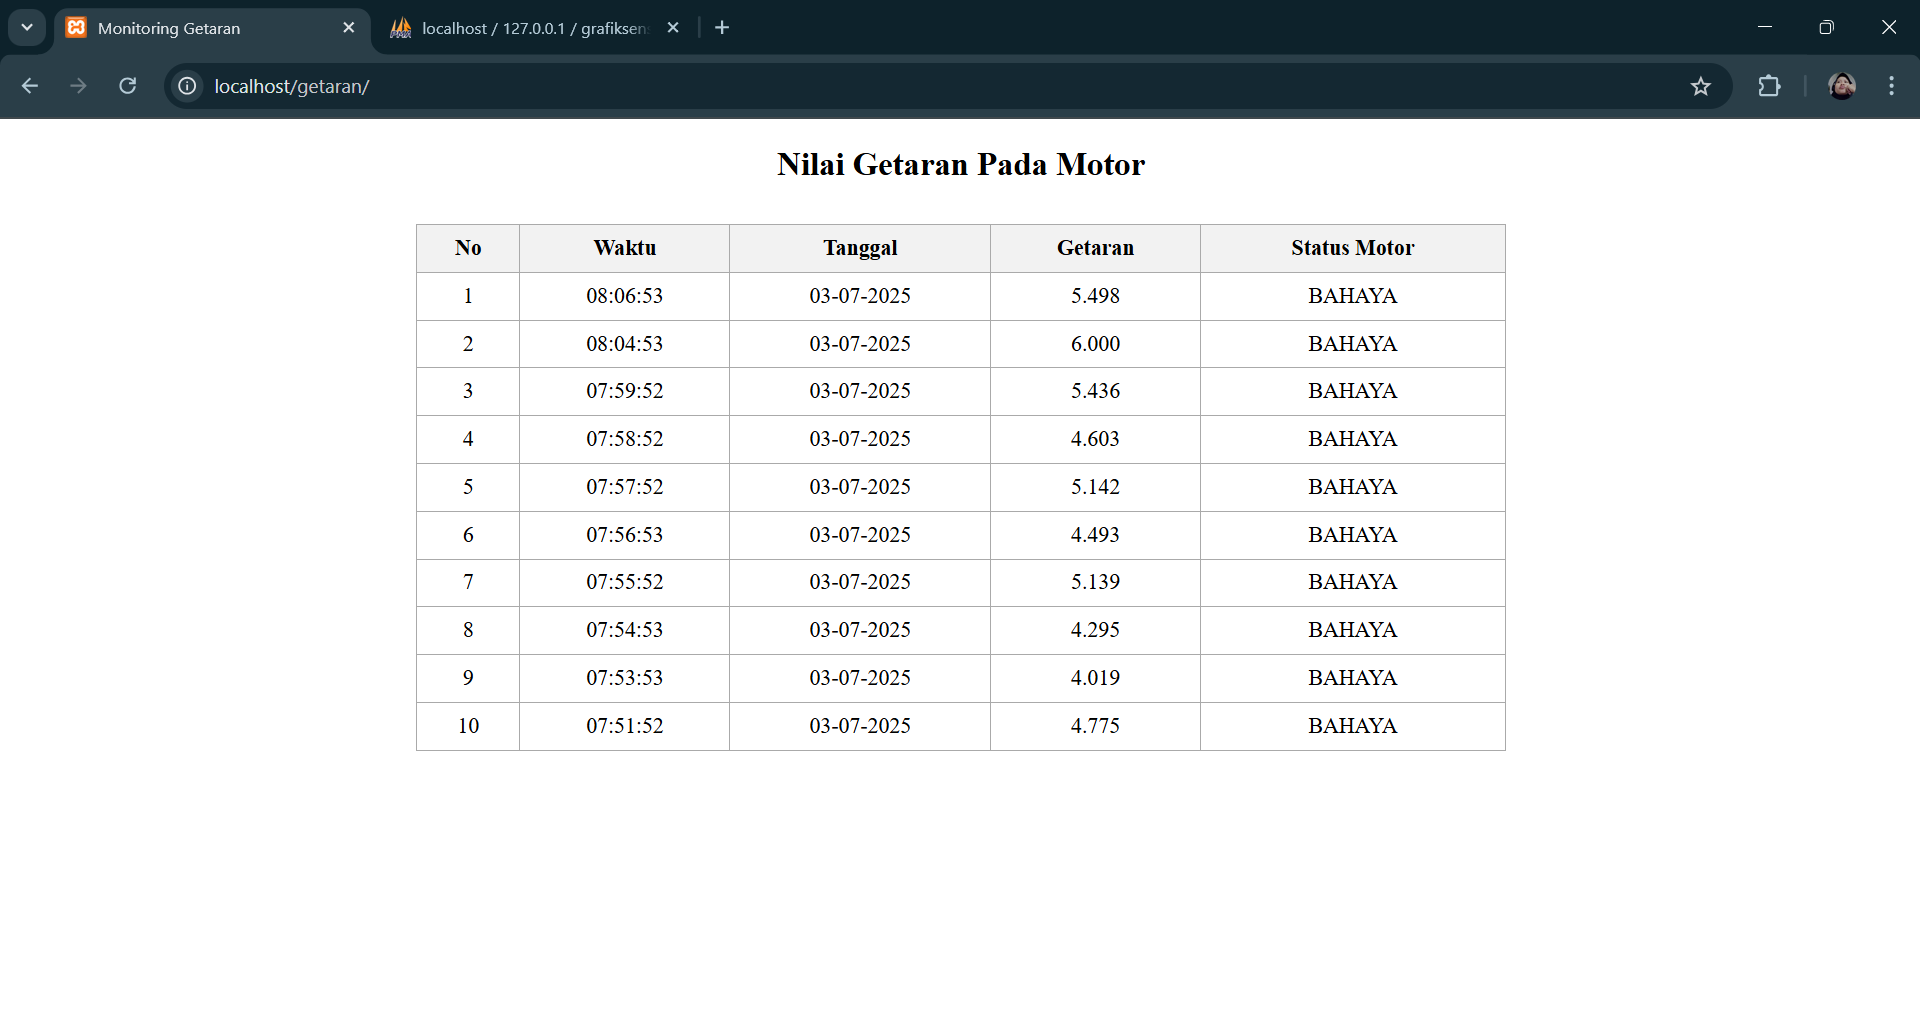 Monitoring Getaran
localhost / 127.0.0.1 / grafiksen
localhost/getaran/
Nilai Getaran Pada Motor
No Waktu Tanggal Getaran Status Motor
1 08:06:53 03-07-2025 5.498 BAHAYA
2 08:04:53 03-07-2025 6.000 BAHAYA
3 07:59:52 03-07-2025 5.436 BAHAYA
4 07:58:52 03-07-2025 4.603 BAHAYA
5 07:57:52 03-07-2025 5.142 BAHAYA
6 07:56:53 03-07-2025 4.493 BAHAYA
7 07:55:52 03-07-2025 5.139 BAHAYA
8 07:54:53 03-07-2025 4.295 BAHAYA
9 07:53:53 03-07-2025 4.019 BAHAYA
10 07:51:52 03-07-2025 4.775 BAHAYA